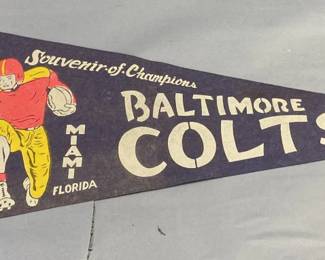 Souvenir-of-Champions
BALTIMORE
COLTS
MIAMI
FLORIDA